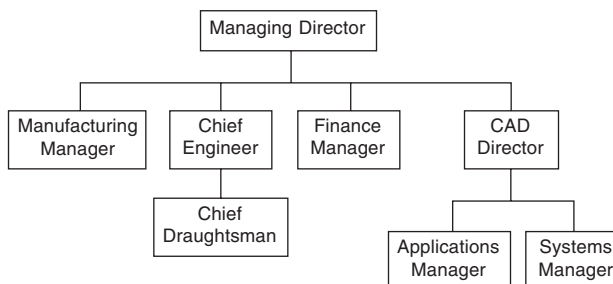 Managing Director
Manufacturing
Manager
Chief
Engineer
Finance
Manager
CAD
Director
Chief
Draughtsman
Applications
Manager
Systems
Manager